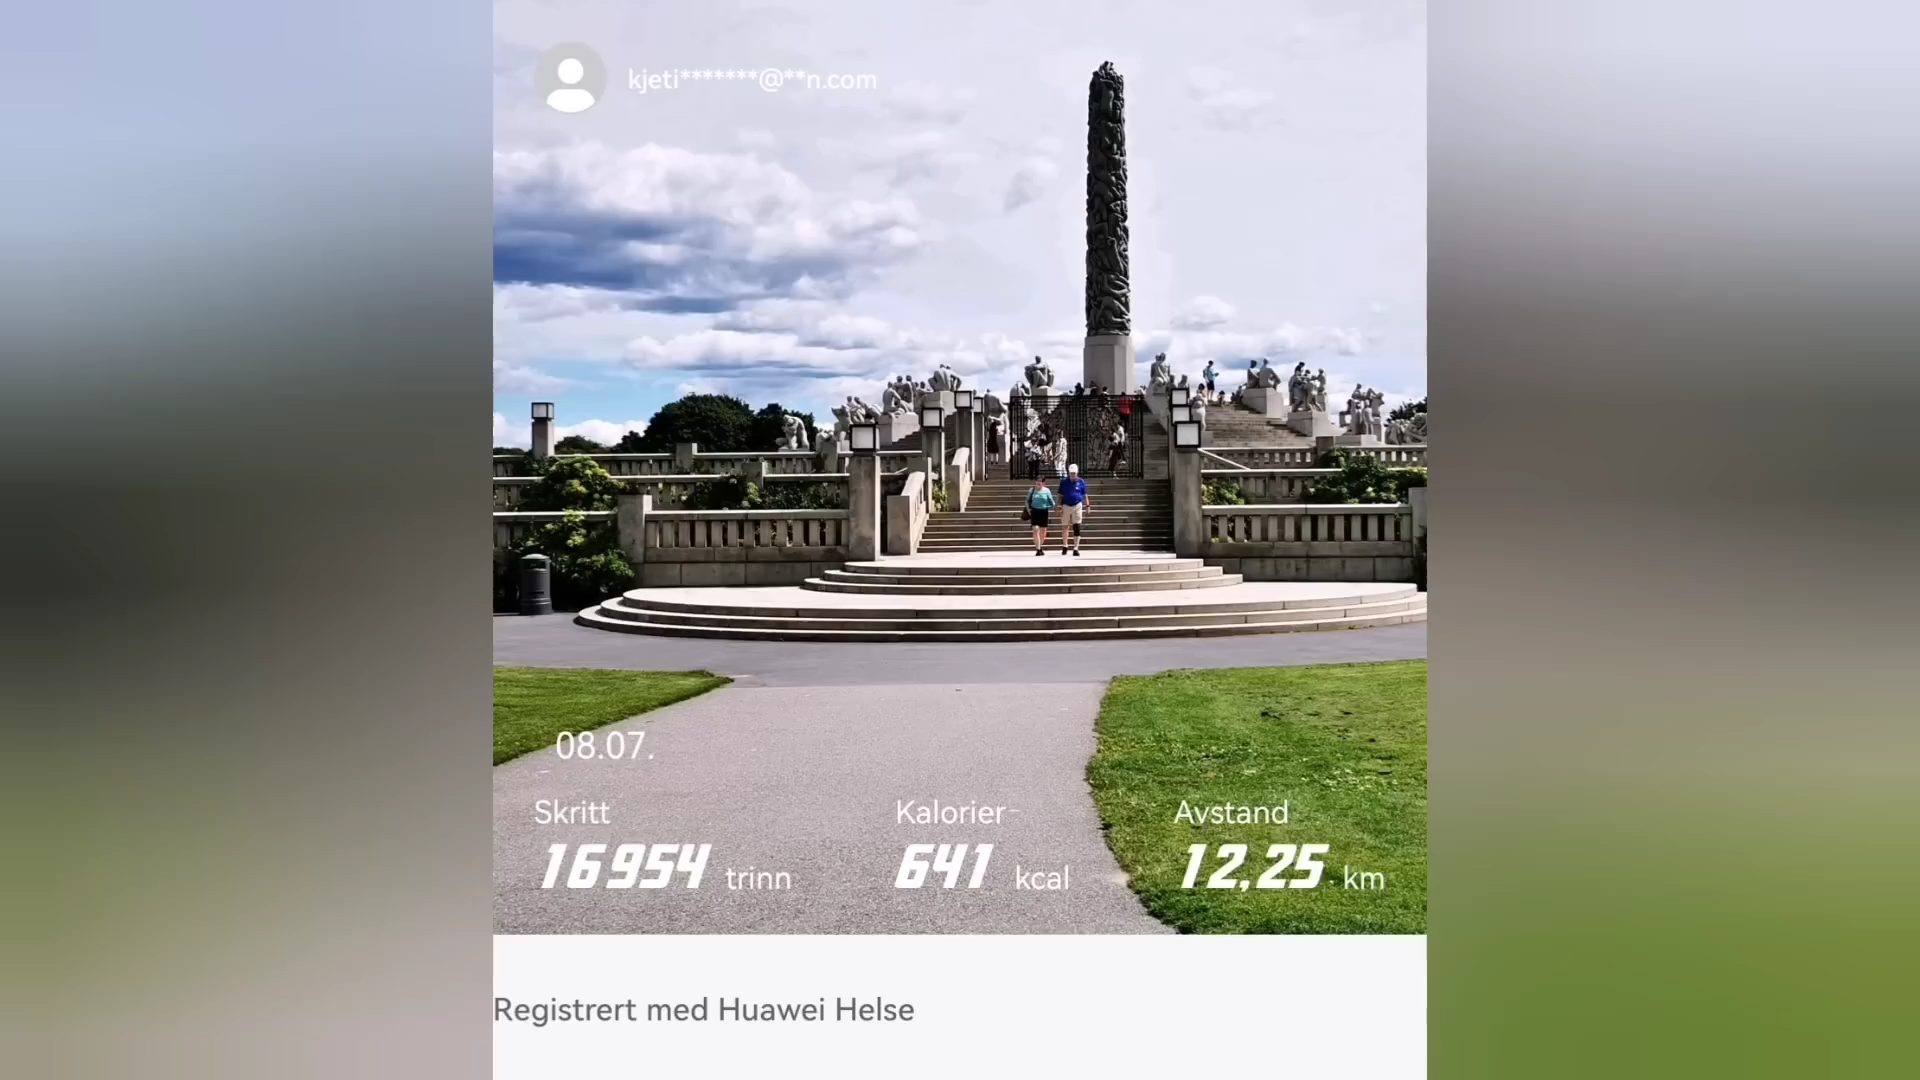 kjeti*******@**n.com
08.07.
Skritt
16954 trinn
Kalorier
641 kcal
Avstand
12,25 km
Registrert med Huawei Helse